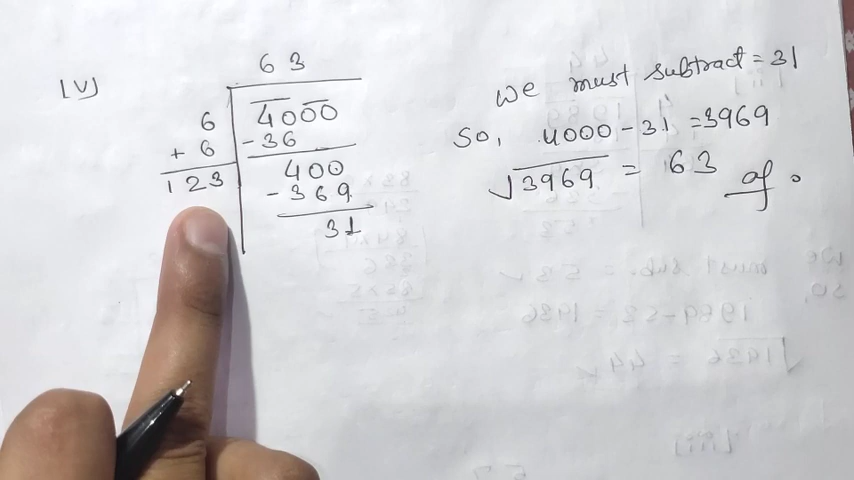 (V)
63
6 4000
+ 6 -36
123 400
-369
31
We must subtract = 31
So, 4000 - 31 = 3969
√3969 = 63